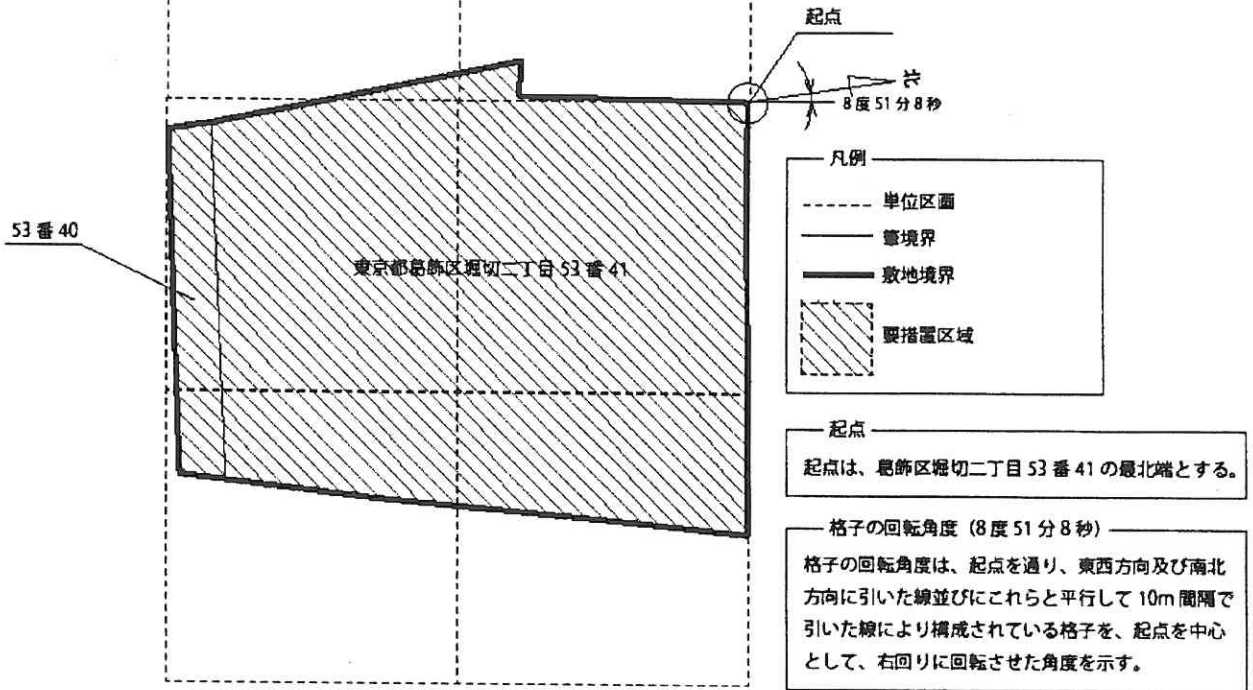 起点
北
8度51分8秒
凡例
単位区画
筆境界
敷地境界
要措置区域
53番40
東京都葛飾区堀切二丁目53番41
起点
起点は、葛飾区堀切二丁目53番41の最北端とする。
格子の回転角度（8度51分8秒）
格子の回転角度は、起点を通り、東西方向及び南北
方向に引いた線並びにこれらと平行して10m間隔で
引いた線により構成されている格子を、起点を中心
として、右回りに回転させた角度を示す。